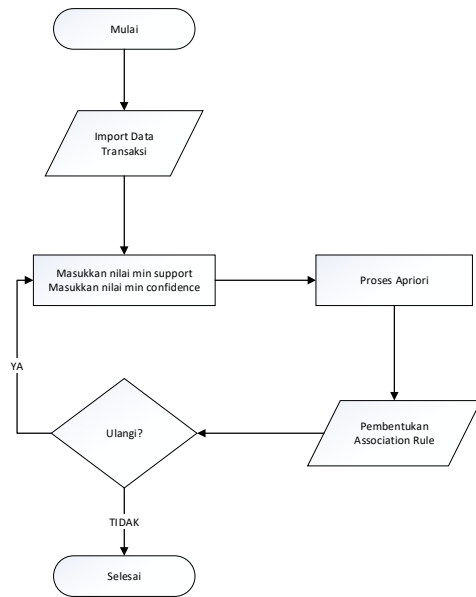 Mulai
Import Data
Transaksi
Masukkan nilai min support
Masukkan nilai min confidence
Proses Apriori
YA
Ulangi?
Pembentukan
Association Rule
TIDAK
Selesai